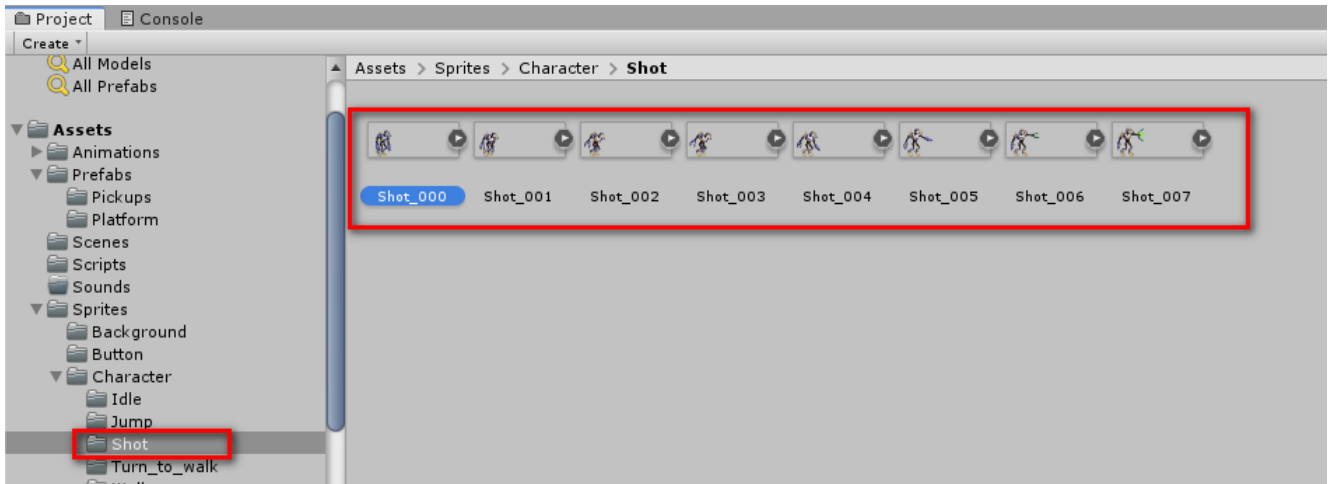 Project Console
Create
All Models
All Prefabs
Assets
Animations
Prefabs
Pickups
Platform
Scenes
Scripts
Sounds
Sprites
Background
Button
Character
Idle
Jump
Shot
Turn_to_walk
Assets > Sprites > Character > Shot
Shot_000 Shot_001 Shot_002 Shot_003 Shot_004 Shot_005 Shot_006 Shot_007